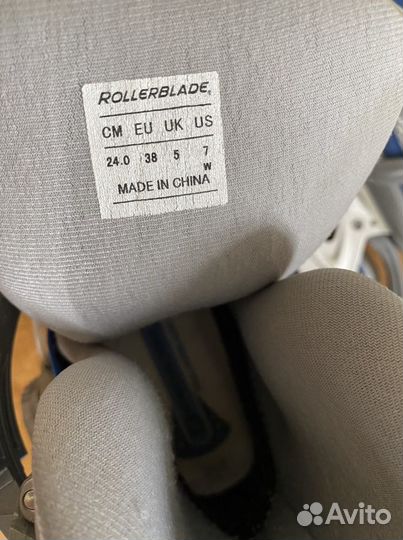 ROLLERBLADE®
CM EU UK US
24.0 38 5 7
W
MADE IN CHINA
Avito